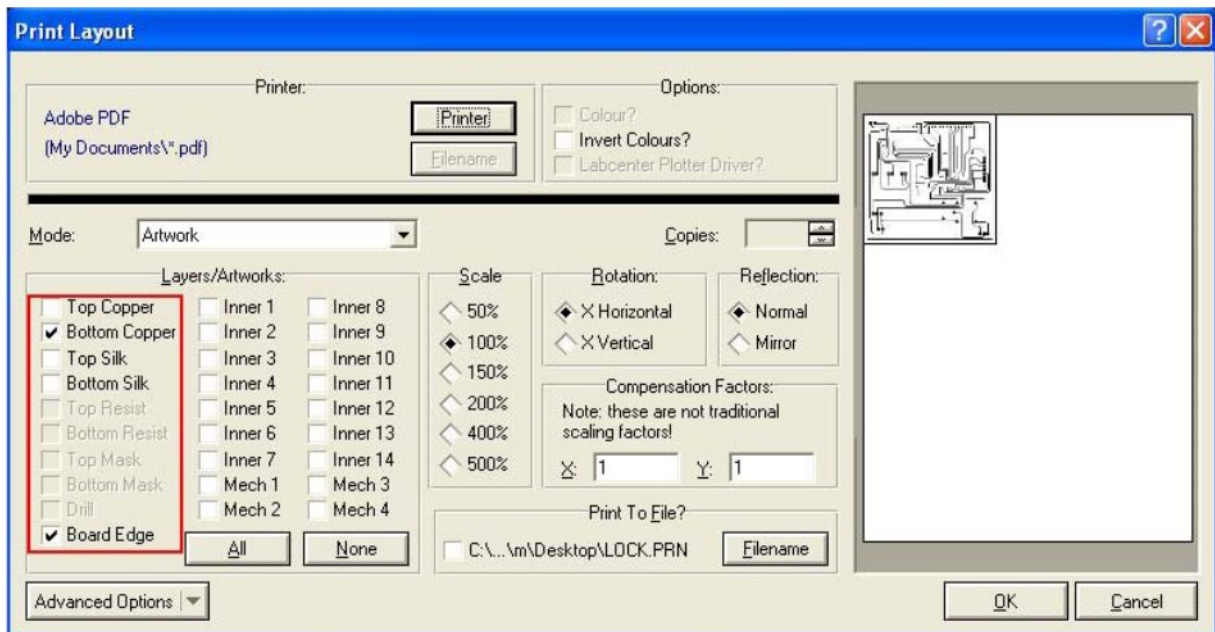 Print Layout
Printer:
Adobe PDF
(My Documents\*.pdf)
Printer
Filename
Options:
Colour?
Invert Colours?
Labcenter Plotter Driver?
Mode:
Artwork
Copies:
Layers/Artworks:
Top Copper
Bottom Copper
Top Silk
Bottom Silk
Top Resist
Bottom Resist
Top Mask
Bottom Mask
Drill
Board Edge
Inner 1
Inner 2
Inner 3
Inner 4
Inner 5
Inner 6
Inner 7
Mech 1
Mech 2
Inner 8
Inner 9
Inner 10
Inner 11
Inner 12
Inner 13
Inner 14
Mech 3
Mech 4
All
None
Scale
50%
100%
150%
200%
400%
500%
Rotation:
X Horizontal
X Vertical
Reflection:
Normal
Mirror
Compensation Factors:
Note: these are not traditional
scaling factors!
X: 1 Y: 1
Print To File?
C:\...\m\Desktop\LOCK.PRN
Filename
Advanced Options
OK
Cancel